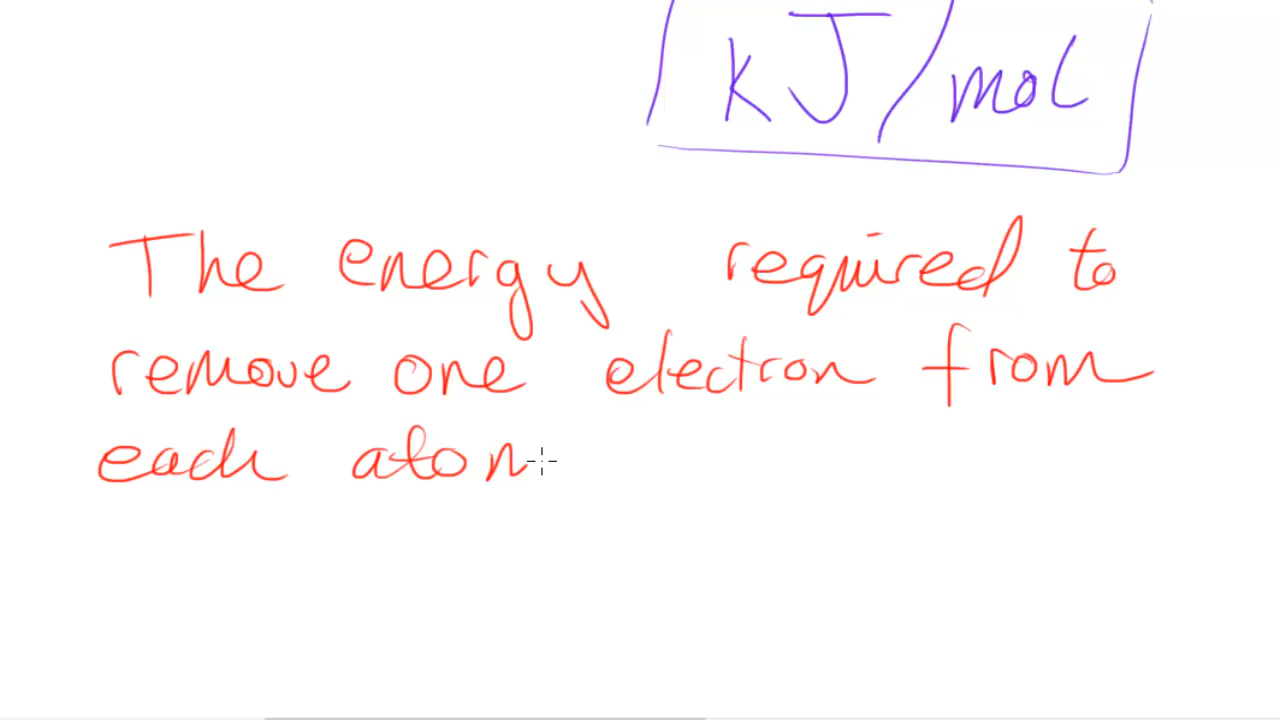 kJ/mol
The energy required to
remove one electron from
each atom